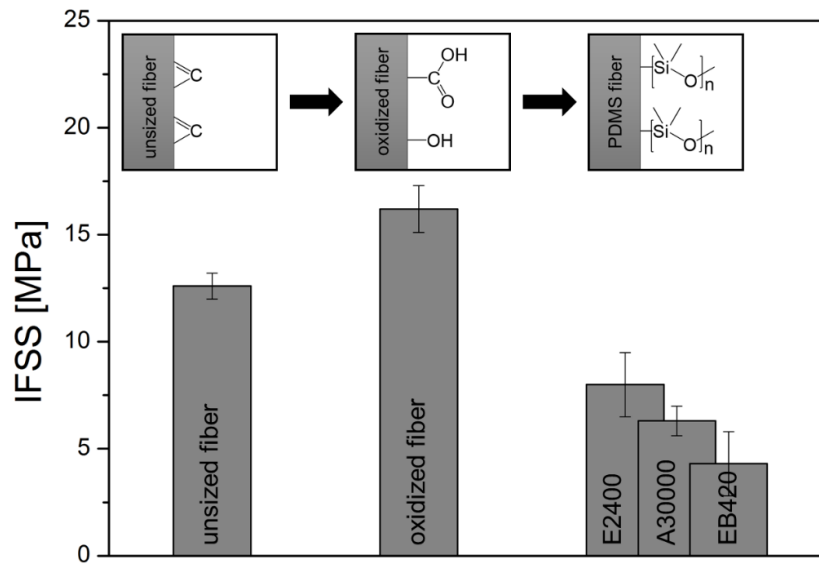 25
20
15
10
5
0
IFSS [MPa]
unsized fiber
C
C
oxidized fiber
OH
C
O
OH
PDMS fiber
Si
O
n
Si
O
n
unsized fiber
oxidized fiber
E2400
A30000
EB420